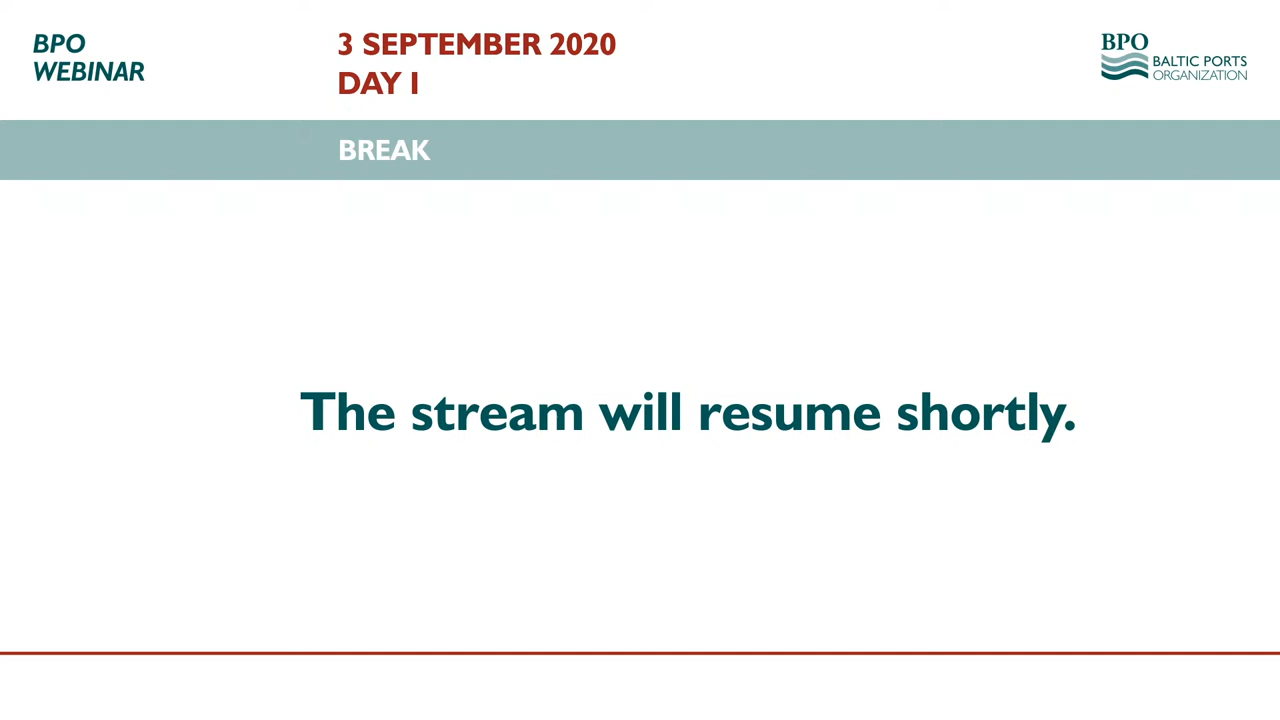 BPO
WEBINAR
3 SEPTEMBER 2020
DAY I
BPO
BALTIC PORTS
ORGANIZATION
BREAK
The stream will resume shortly.